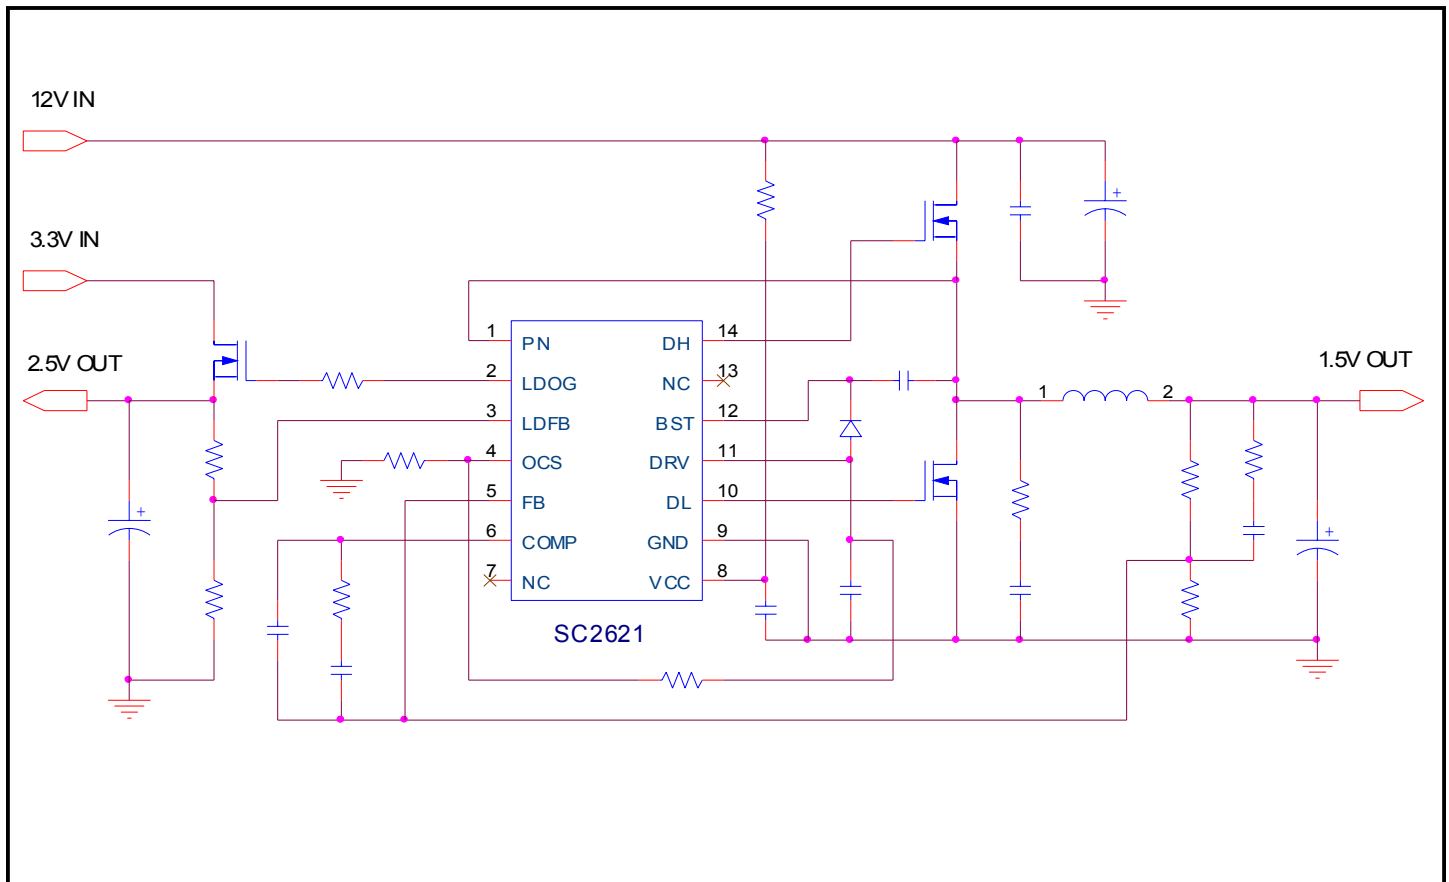 12V IN
3.3V IN
2.5V OUT
1.5V OUT
1 PN DH 14
2 LDOG NC 13
3 LDFB BST 12
4 OCS DRV 11
5 FB DL 10
6 COMP GND 9
7 NC VCC 8
SC2621
1 2
+
+
+